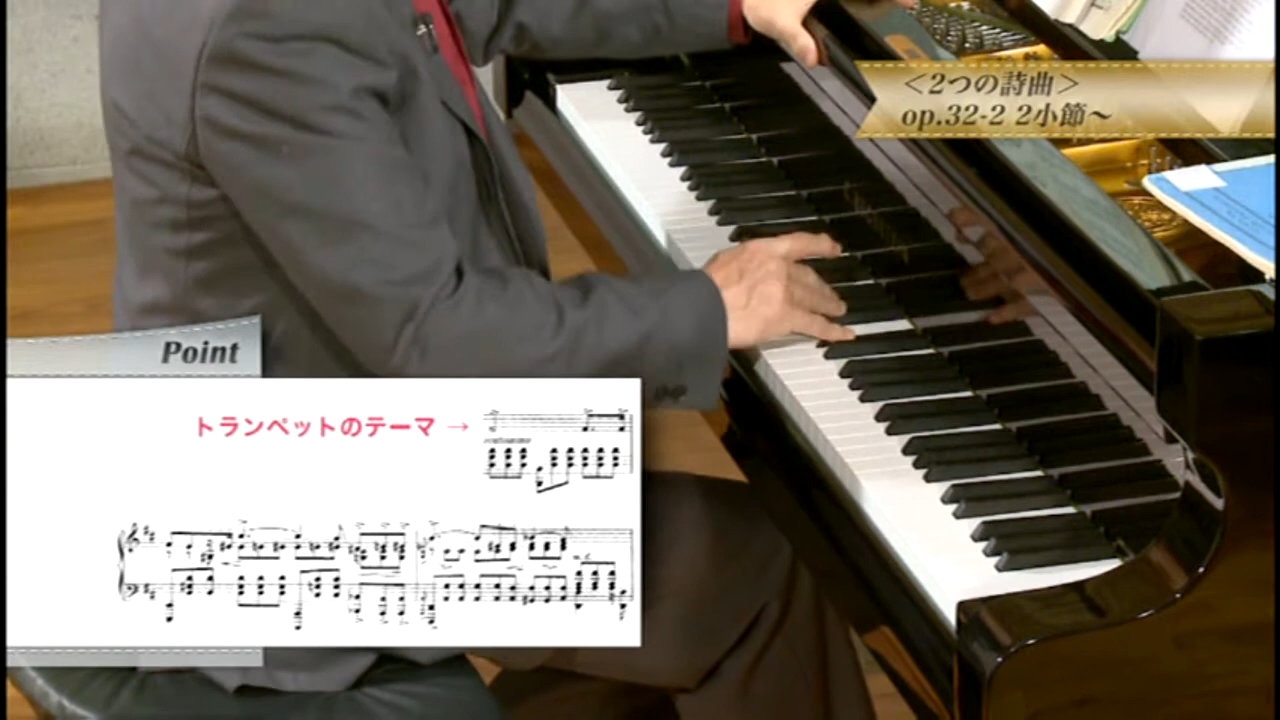 <2つの詩曲>
op.32-2 2小節~
Point
トランペットのテーマ →